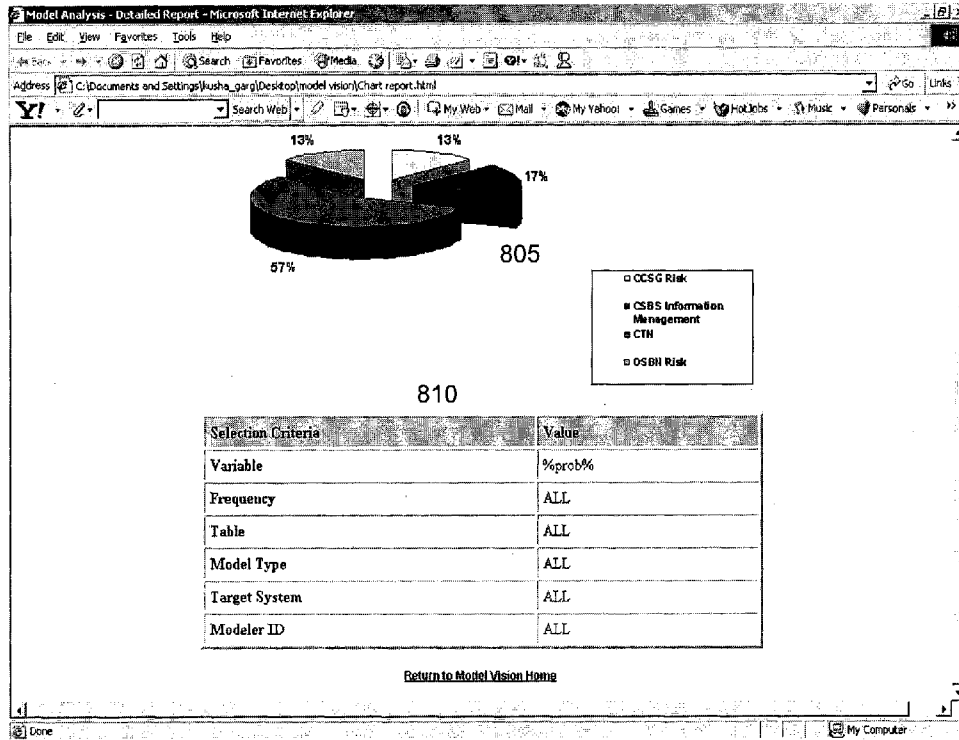 Model Analysis - Detailed Report - Microsoft Internet Explorer
File Edit View Favorites Tools Help
Back Search Favorites Media
Address C:\Documents and Settings\kusha_garg\Desktop\model vision\Chart report.html Go Links
Y! Search Web My Web Mail My Yahoo! Games HotJobs Music Personals
13% 13%
17%
57%
805
CCSG Risk
CSBS Information
Management
CTN
OSBN Risk
810
Selection Criteria Value
Variable %prob%
Frequency ALL
Table ALL
Model Type ALL
Target System ALL
Modeler ID ALL
Return to Model Vision Home
Done My Computer